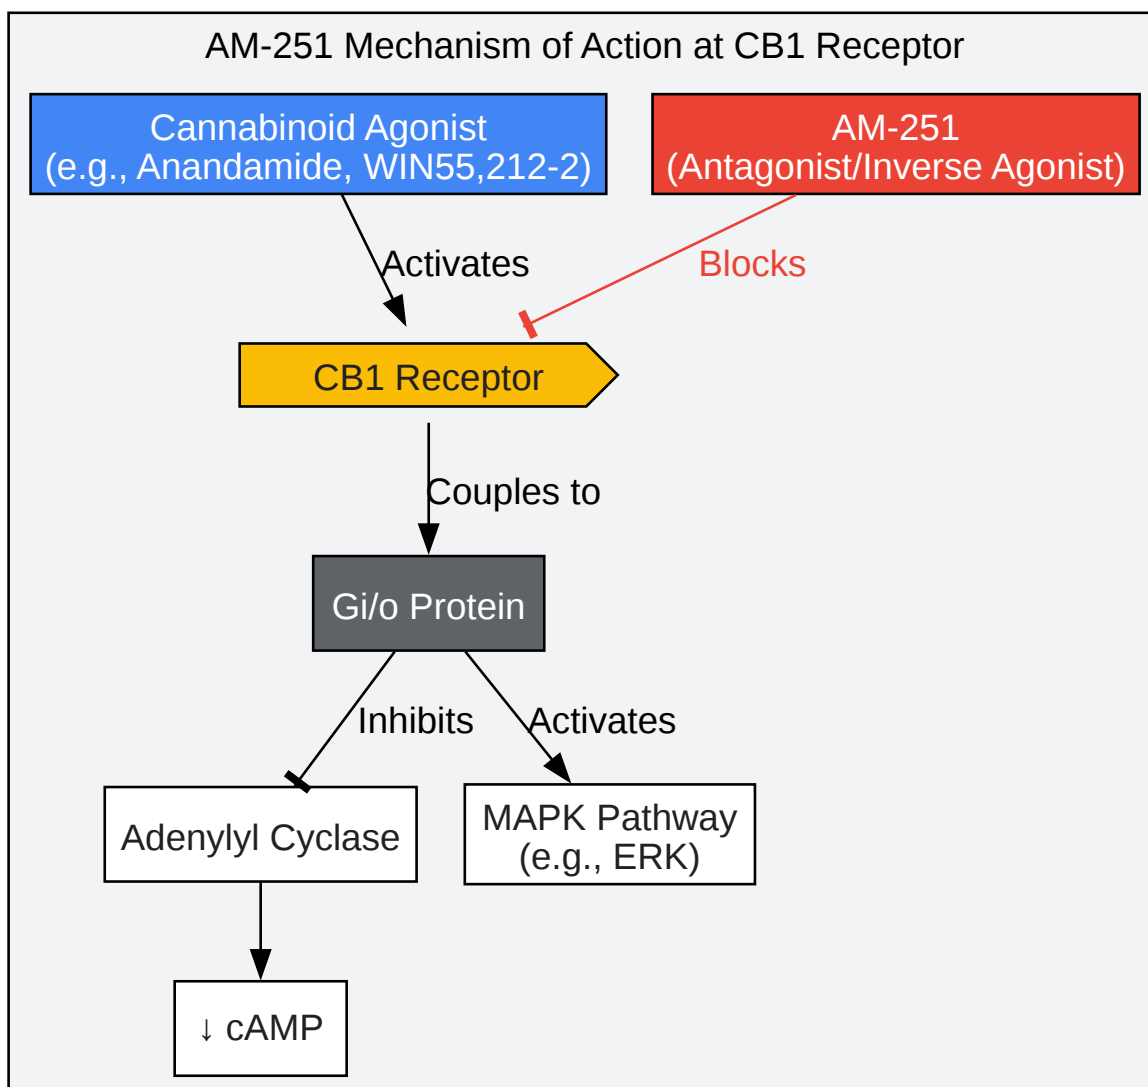 AM-251 Mechanism of Action at CB1 Receptor
Cannabinoid Agonist
(e.g., Anandamide, WIN55,212-2)
AM-251
(Antagonist/Inverse Agonist)
Activates
Blocks
CB1 Receptor
Couples to
Gi/o Protein
Inhibits
Activates
Adenylyl Cyclase
MAPK Pathway
(e.g., ERK)
↓ cAMP